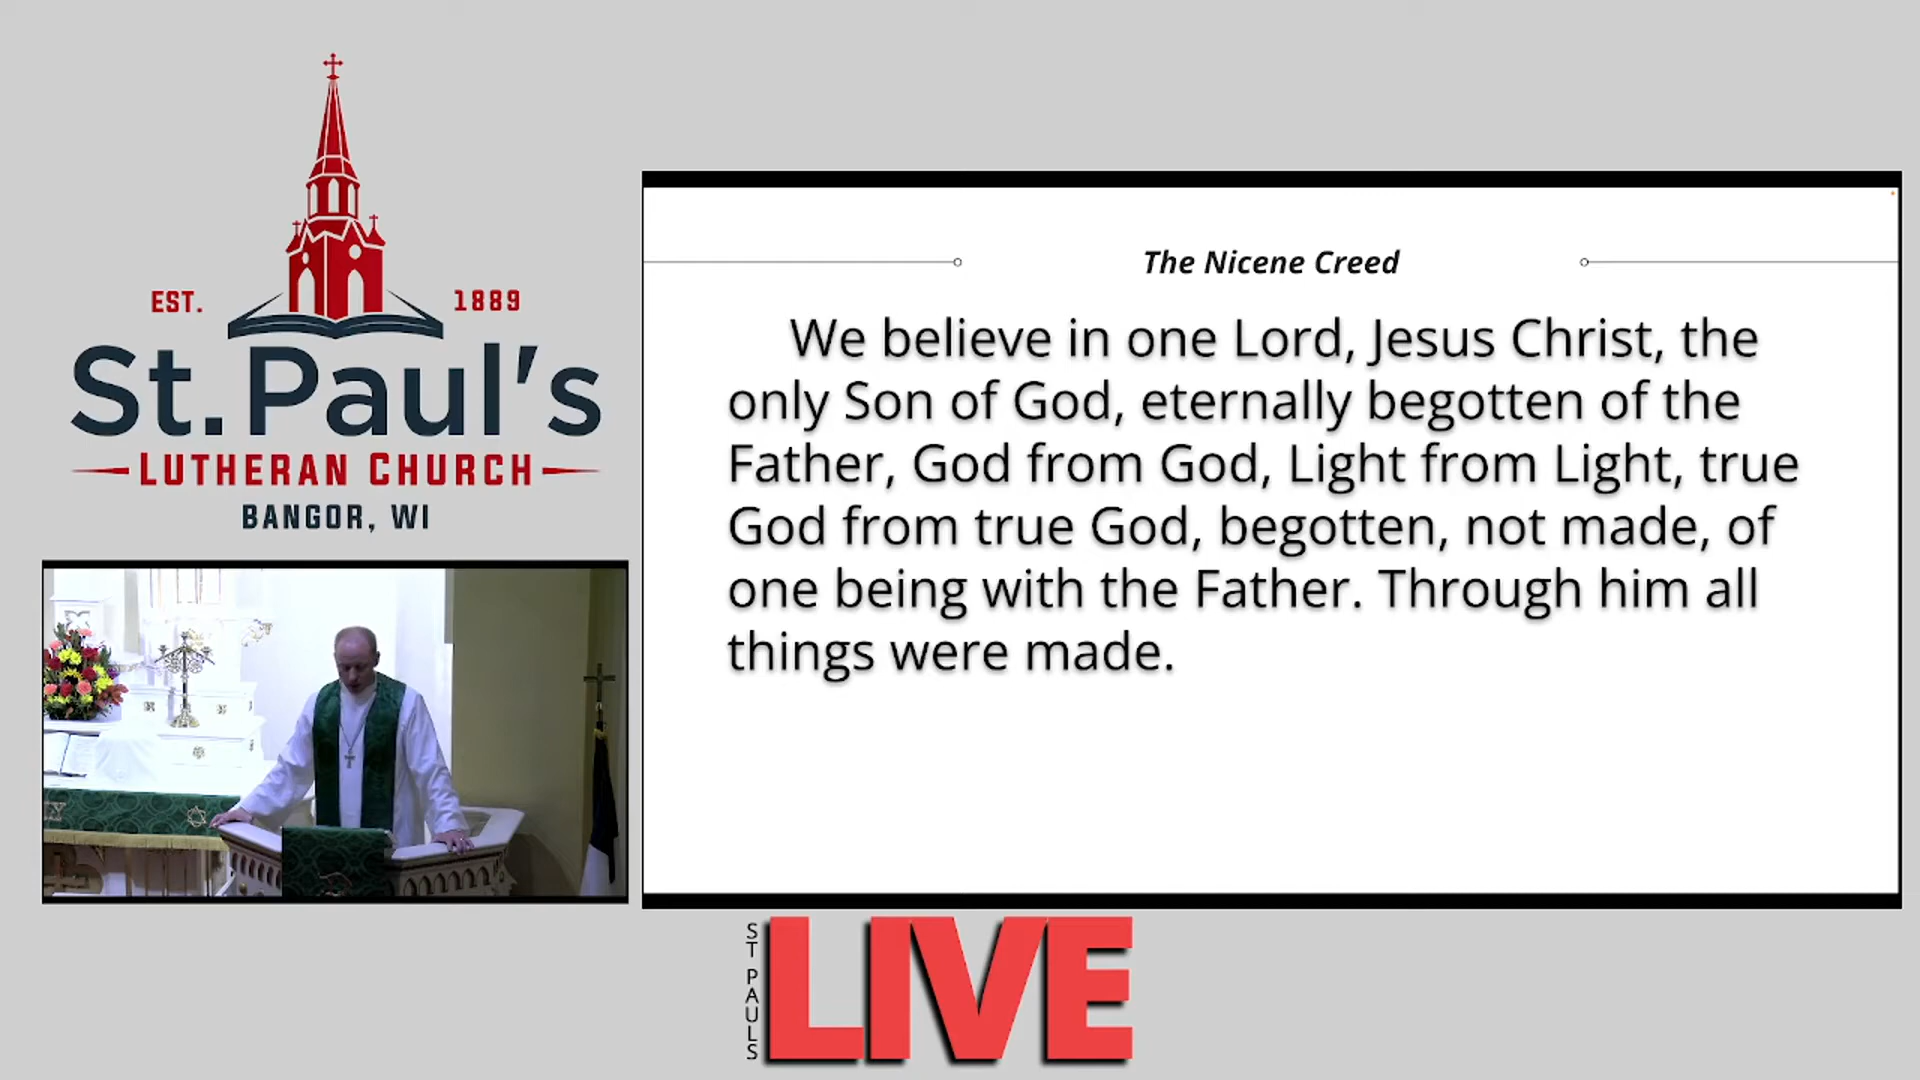 EST. 1889
St. Paul's
LUTHERAN CHURCH
BANGOR, WI
The Nicene Creed
We believe in one Lord, Jesus Christ, the
only Son of God, eternally begotten of the
Father, God from God, Light from Light, true
God from true God, begotten, not made, of
one being with the Father. Through him all
things were made.
ST PAULS
LIVE